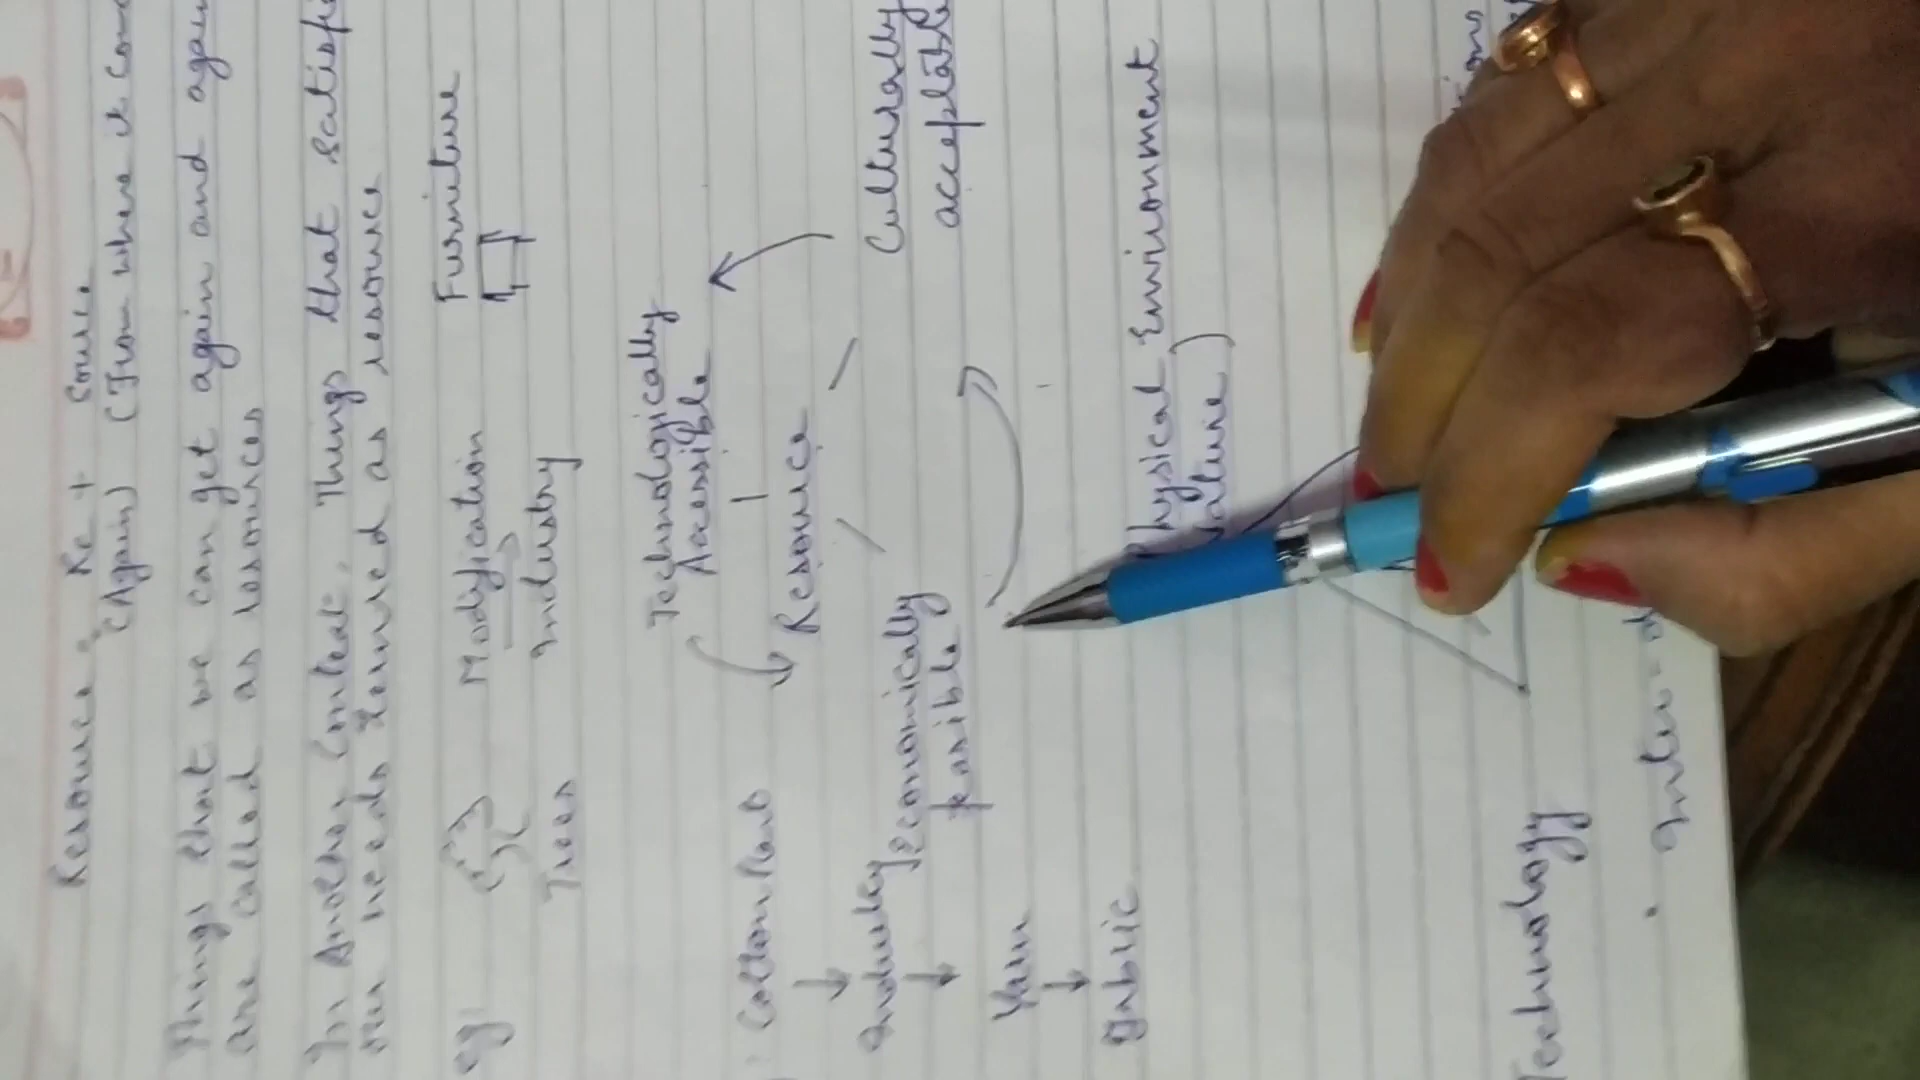 Resource : Re + source
(Again) (From where it com
Things that we can get again and again
are called as resources
In Another Context, Things that satisfi
our needs termed as resource
eg: Modification Furniture
Trees Industry
Technologically
Accessible
Cotton Plant
Resource
Industry Economically Culturally
feasible acceptable
Yarn
Fabric
Physical Environment
Nature)
Technology